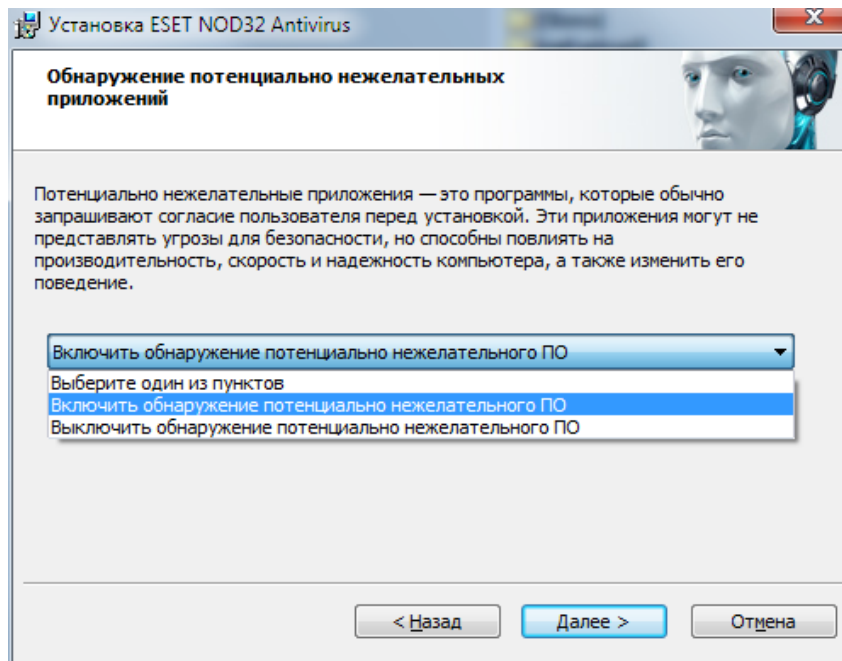 Установка ESET NOD32 Antivirus
Обнаружение потенциально нежелательных
приложений
Потенциально нежелательные приложения — это программы, которые обычно
запрашивают согласие пользователя перед установкой. Эти приложения могут не
представлять угрозы для безопасности, но способны повлиять на
производительность, скорость и надежность компьютера, а также изменить его
поведение.
Включить обнаружение потенциально нежелательного ПО
Выберите один из пунктов
Включить обнаружение потенциально нежелательного ПО
Выключить обнаружение потенциально нежелательного ПО
< Назад
Далее >
Отмена